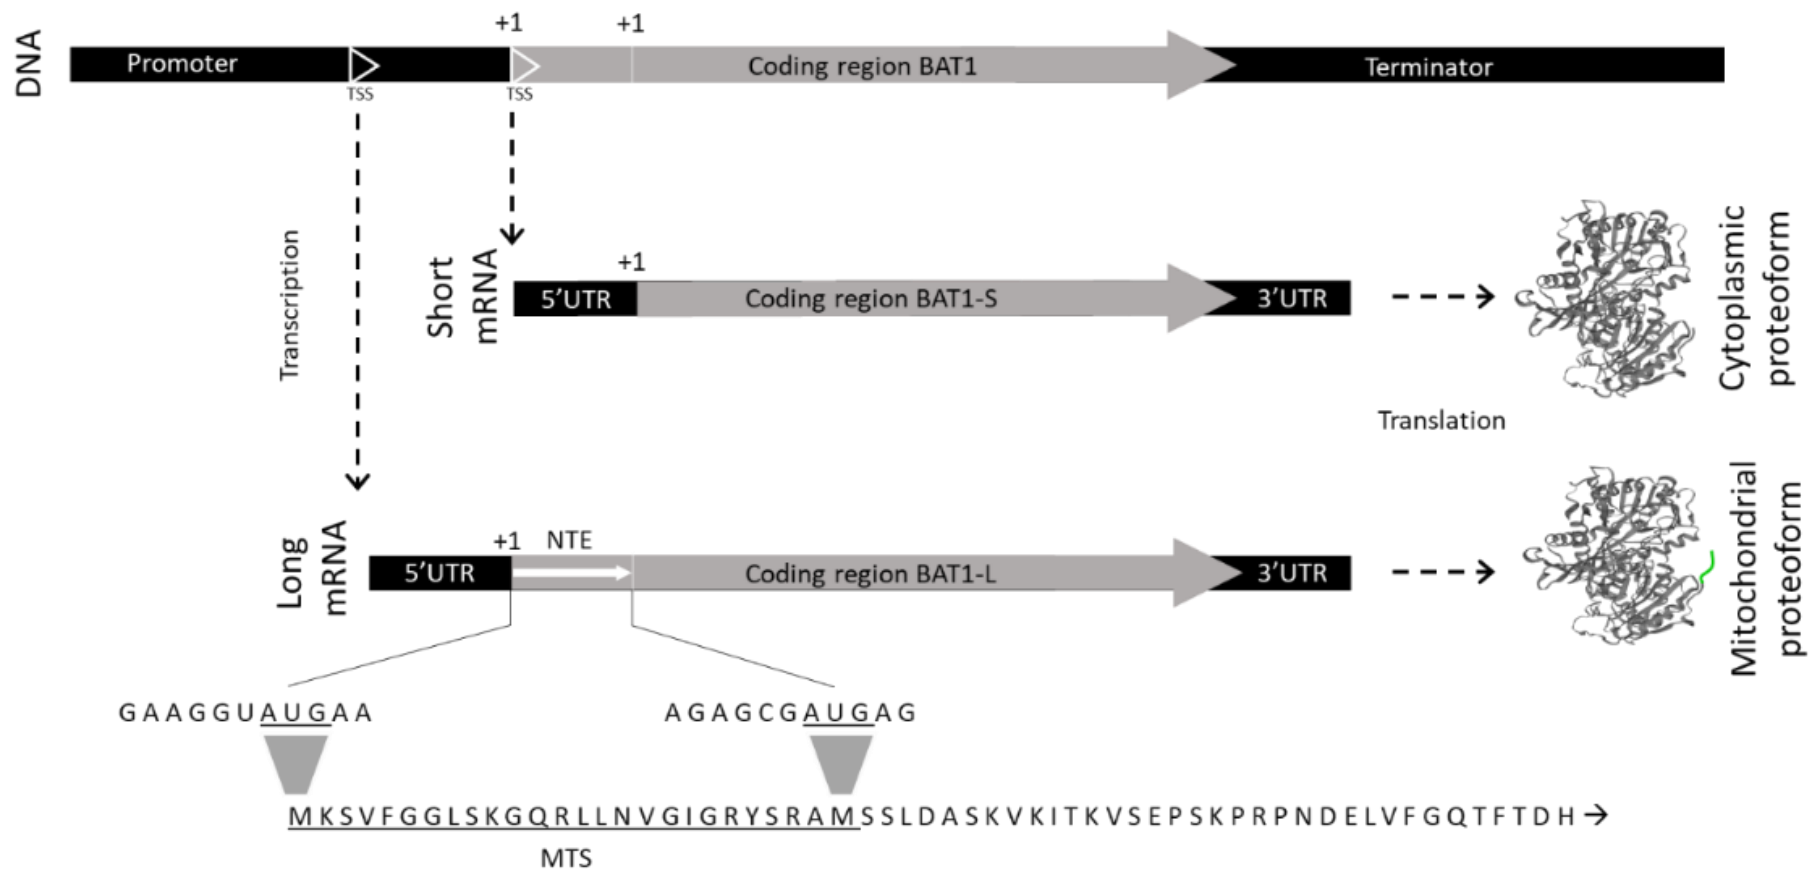 +1 +1
DNA
Promoter
Coding region BAT1
Terminator
TSS TSS
Transcription
Short
mRNA
+1
5'UTR
Coding region BAT1-S
3'UTR
Cytoplasmic
proteoform
Translation
Long
mRNA
+1 NTE
5'UTR
Coding region BAT1-L
3'UTR
Mitochondrial
proteoform
GAAGGUAUGAA
AGAGCGAUGAG
MKSVFGGLSKGQRLLNVGIGRYSRAMSSLDASKVKITKVSEPSKPRPNDELVFGQTFTDH→
MTS